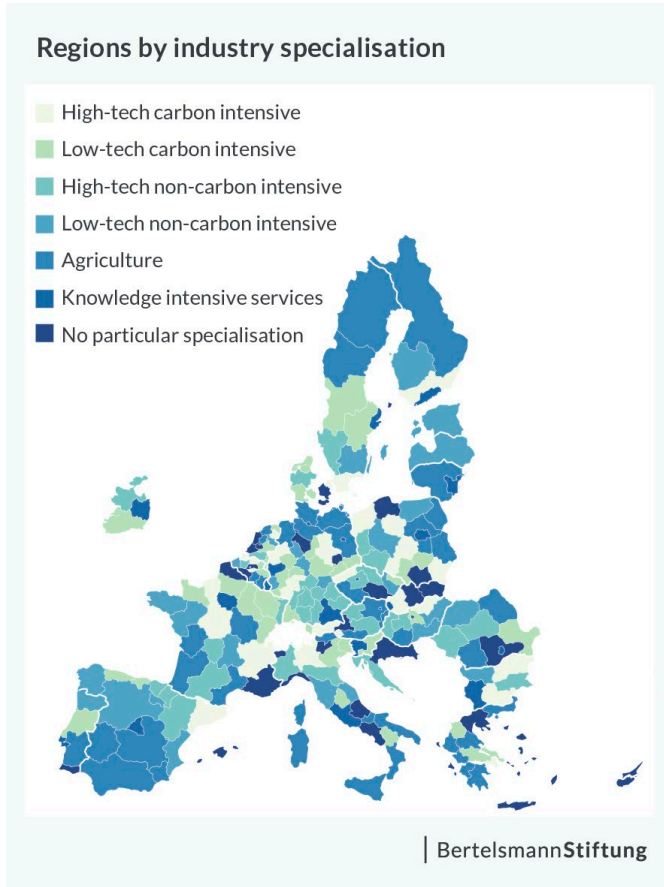 Regions by industry specialisation
High-tech carbon intensive
Low-tech carbon intensive
High-tech non-carbon intensive
Low-tech non-carbon intensive
Agriculture
Knowledge intensive services
No particular specialisation
BertelsmannStiftung